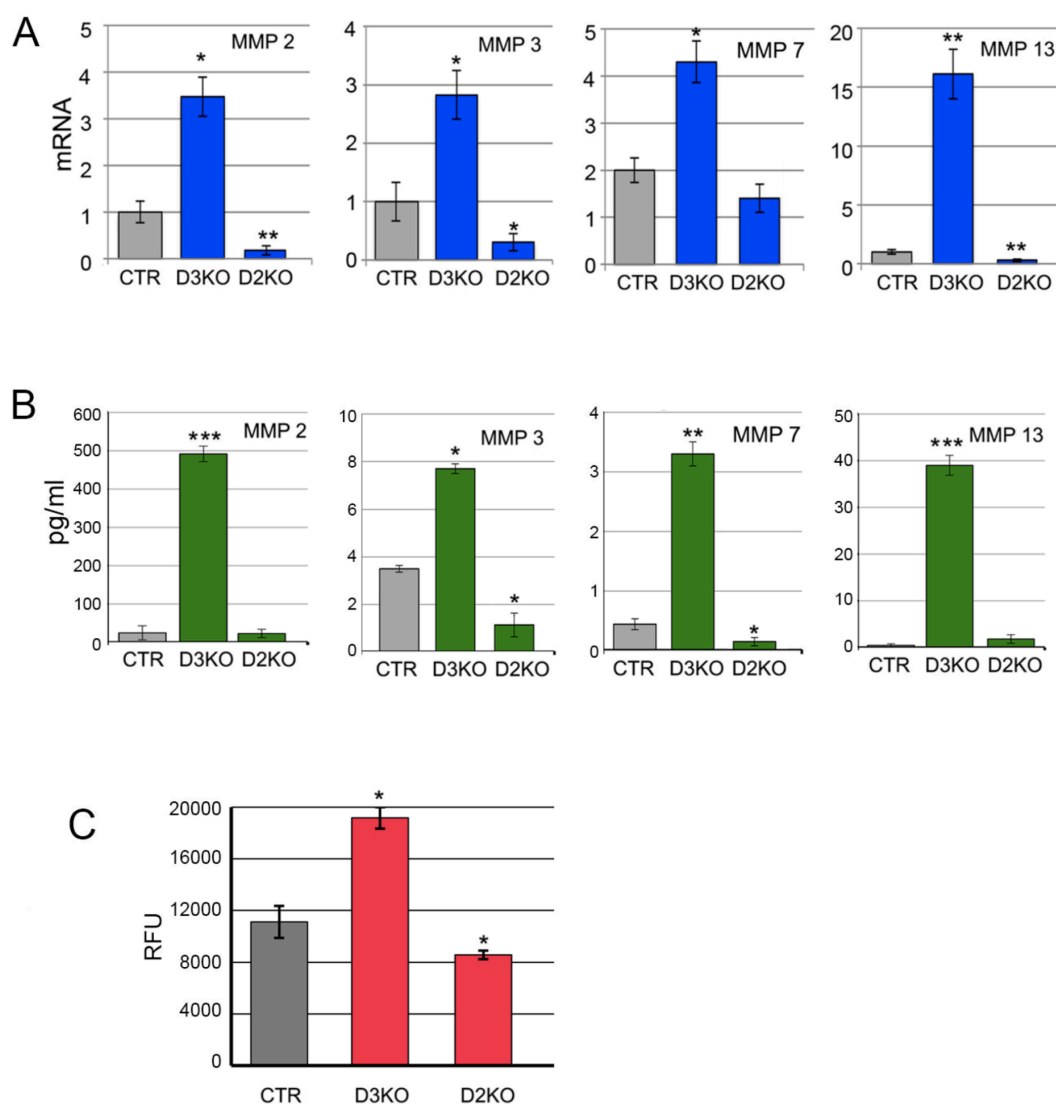 A
mRNA
5
4
3
2
1
0
MMP 2
*
**
CTR D3KO D2KO
4
3
2
1
0
MMP 3
*
*
CTR D3KO D2KO
5
4
3
2
1
0
MMP 7
*
CTR D3KO D2KO
20
15
10
5
0
MMP 13
**
**
CTR D3KO D2KO
B
pg/ml
600
500
400
300
200
100
0
MMP 2
***
CTR D3KO D2KO
10
8
6
4
2
0
MMP 3
*
*
CTR D3KO D2KO
4
3
2
1
0
MMP 7
**
*
CTR D3KO D2KO
50
40
30
20
10
0
MMP 13
***
CTR D3KO D2KO
C
RFU
20000
16000
12000
8000
4000
0
*
*
CTR D3KO D2KO